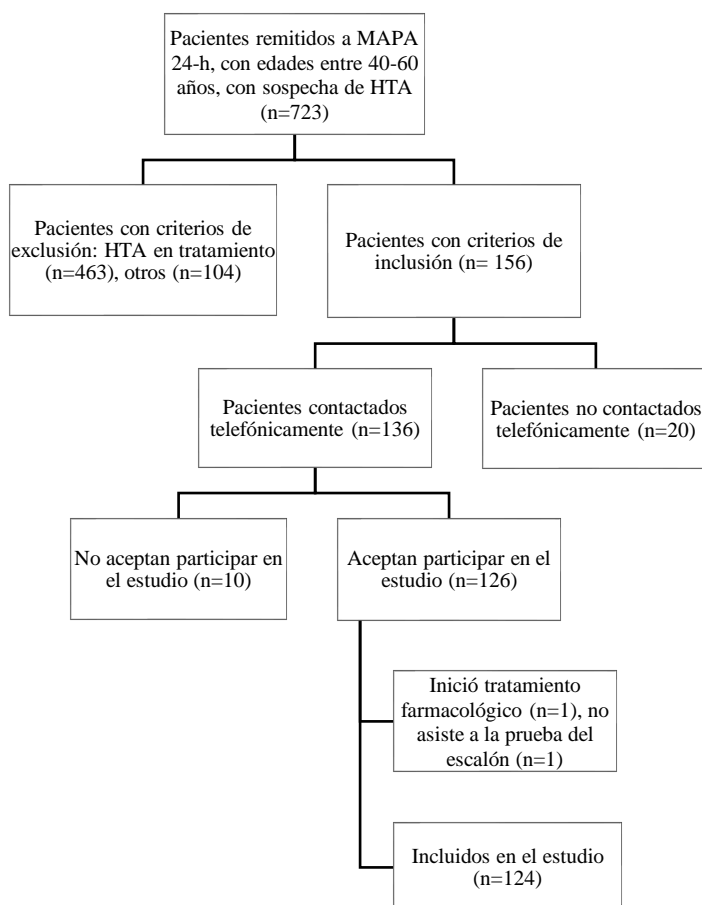 Pacientes remitidos a MAPA
24-h, con edades entre 40-60
años, con sospecha de HTA
(n=723)
Pacientes con criterios de
exclusión: HTA en tratamiento
(n=463), otros (n=104)
Pacientes con criterios de
inclusión (n= 156)
Pacientes contactados
telefónicamente (n=136)
Pacientes no contactados
telefónicamente (n=20)
No aceptan participar en
el estudio (n=10)
Aceptan participar en el
estudio (n=126)
Inició tratamiento
farmacológico (n=1), no
asiste a la prueba del
escalón (n=1)
Incluidos en el estudio
(n=124)